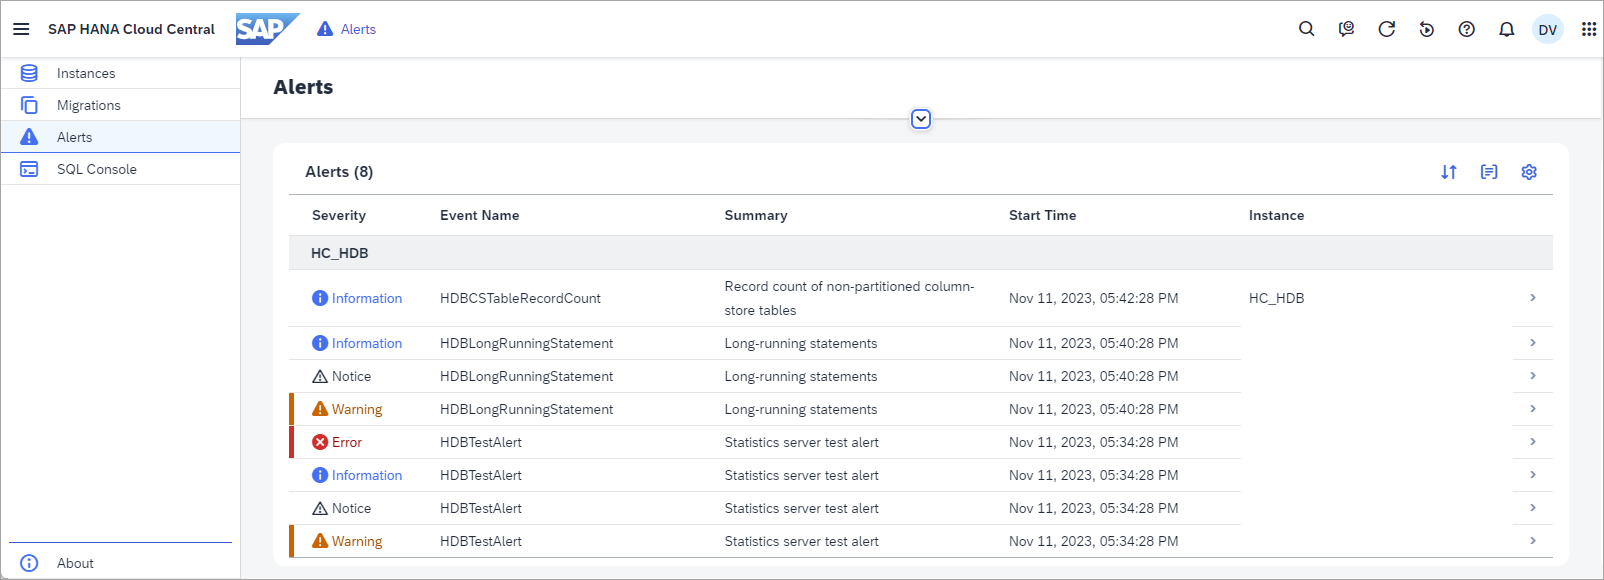 SAP HANA Cloud Central
SAP
Alerts
DV
Instances
Migrations
Alerts
SQL Console
About
Alerts
Alerts (8)
Severity Event Name Summary Start Time Instance
HC_HDB
Information HDBCSTableRecordCount Record count of non-partitioned column-
store tables Nov 11, 2023, 05:42:28 PM HC_HDB
Information HDBLongRunningStatement Long-running statements Nov 11, 2023, 05:40:28 PM
Notice HDBLongRunningStatement Long-running statements Nov 11, 2023, 05:40:28 PM
Warning HDBLongRunningStatement Long-running statements Nov 11, 2023, 05:40:28 PM
Error HDBTestAlert Statistics server test alert Nov 11, 2023, 05:34:28 PM
Information HDBTestAlert Statistics server test alert Nov 11, 2023, 05:34:28 PM
Notice HDBTestAlert Statistics server test alert Nov 11, 2023, 05:34:28 PM
Warning HDBTestAlert Statistics server test alert Nov 11, 2023, 05:34:28 PM